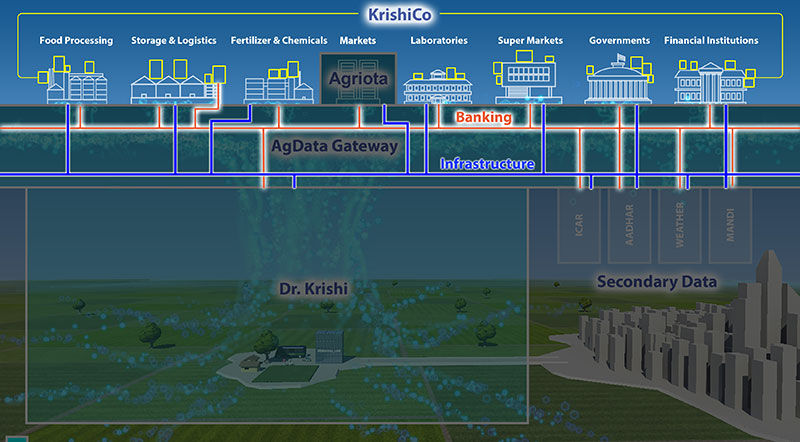 KrishiCo
Food Processing
Storage & Logistics
Fertilizer & Chemicals
Markets
Laboratories
Super Markets
Governments
Financial Institutions
Agriota
Banking
AgData Gateway
Infrastructure
ICAR
AADHAR
WEATHER
MANDI
Dr. Krishi
Secondary Data